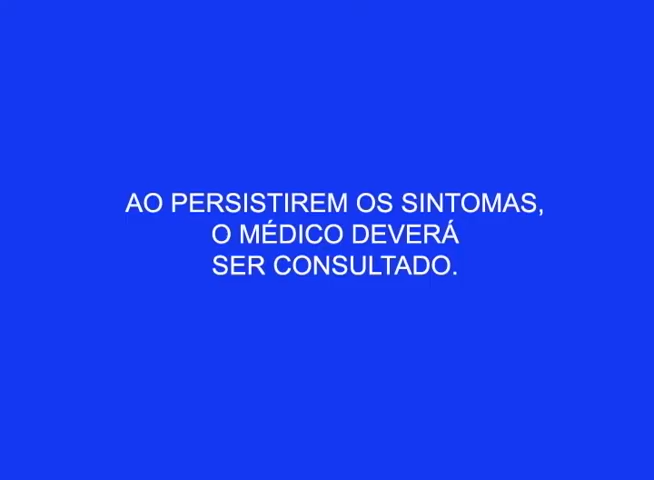 AO PERSISTIREM OS SINTOMAS,
O MÉDICO DEVERÁ
SER CONSULTADO.